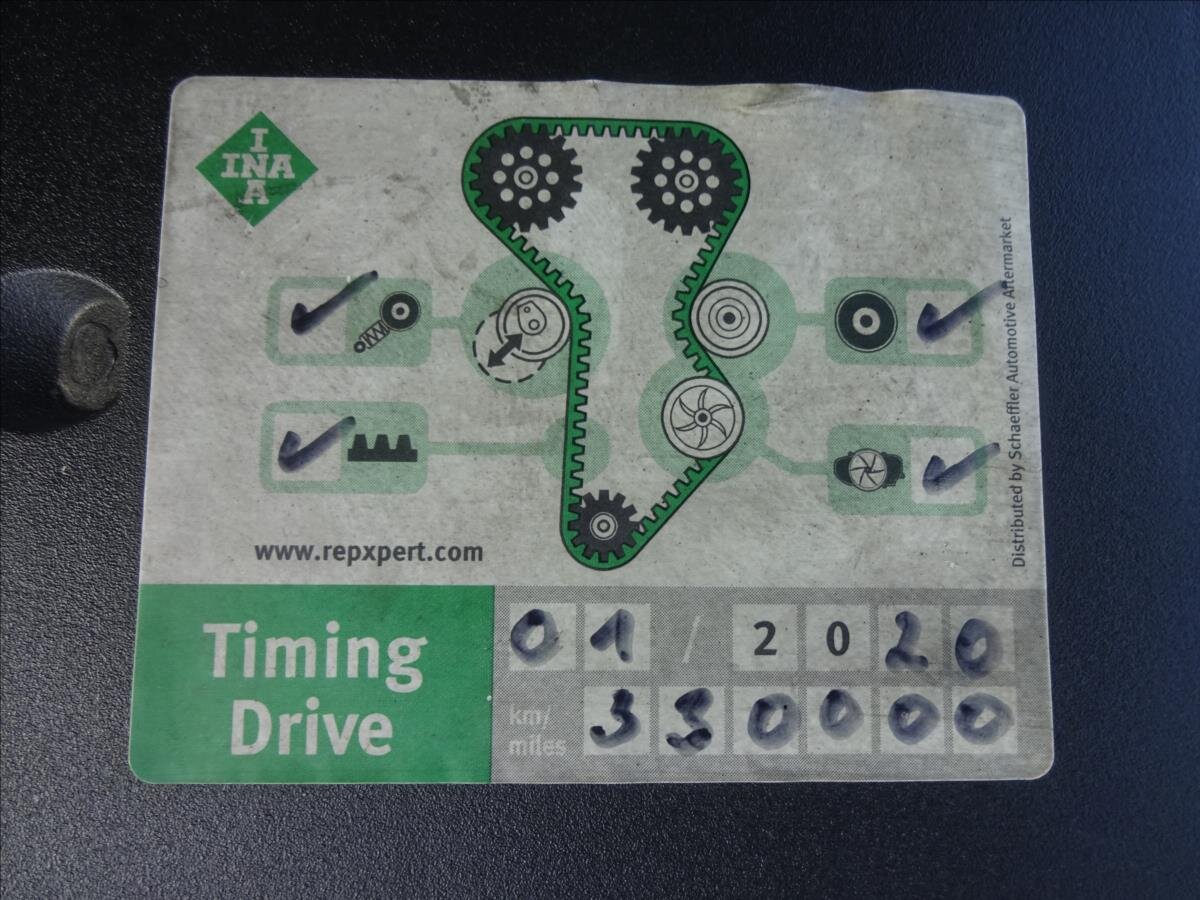 I
INA
A
Distributed by Schaeffler Automotive Aftermarket
www.repxpert.com
Timing
Drive
01 / 2020
km/
miles
330000